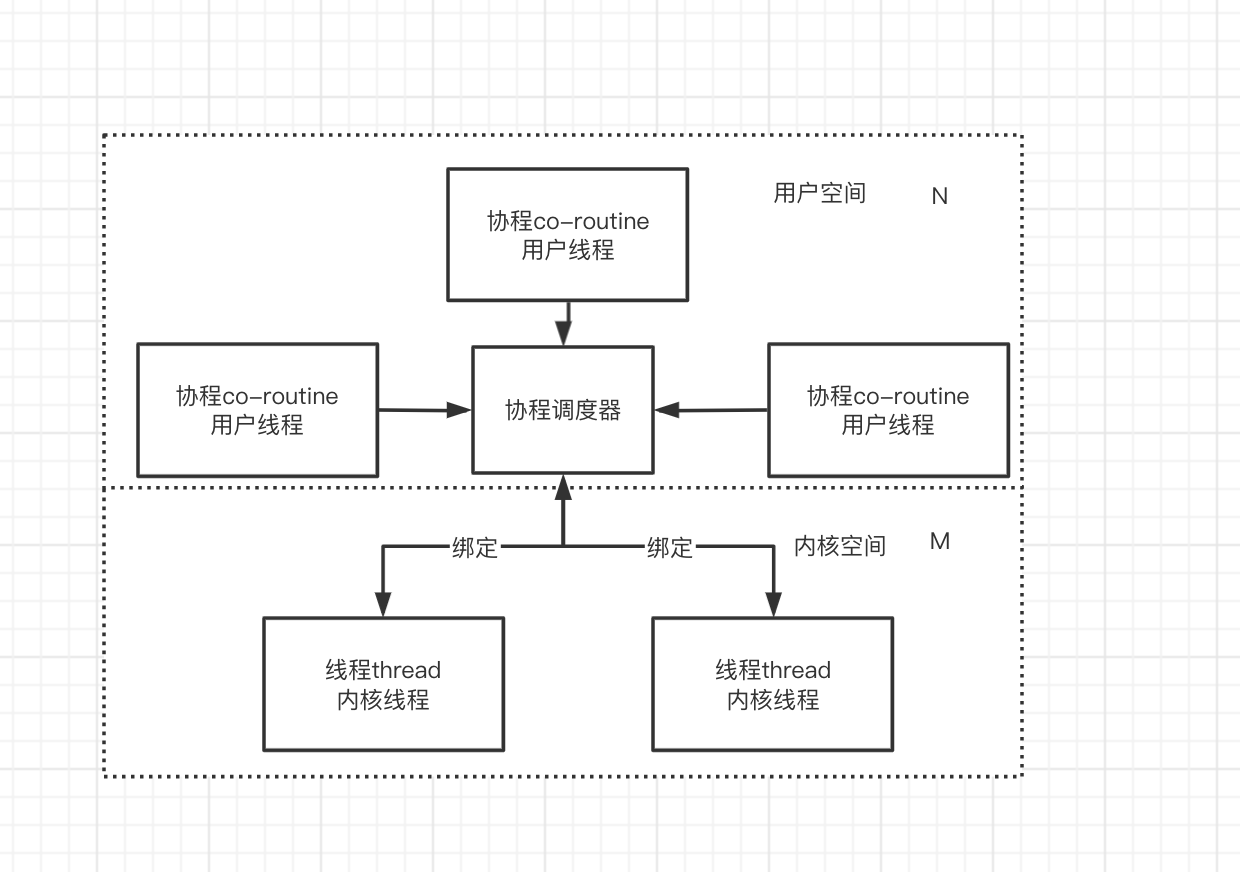 协程co-routine
用户线程
用户空间
N
协程co-routine
用户线程
协程调度器
协程co-routine
用户线程
绑定
绑定
内核空间
M
线程thread
内核线程
线程thread
内核线程